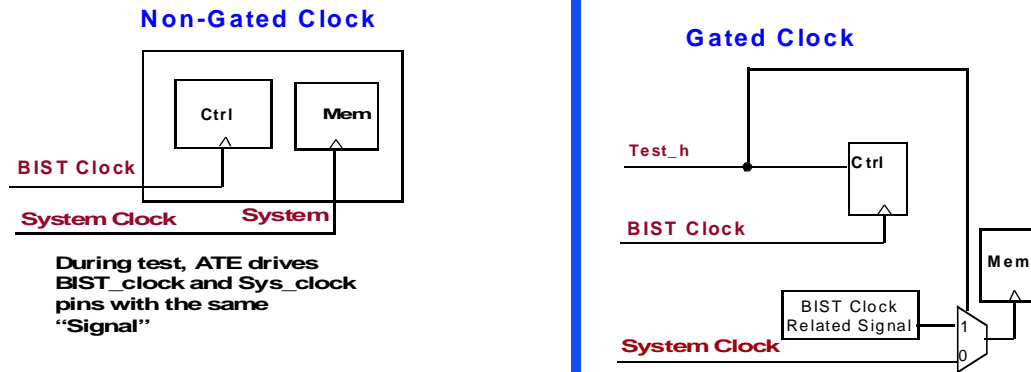 Non-Gated Clock
Ctrl
Mem
BIST Clock
System Clock
System
During test, ATE drives
BIST_clock and Sys_clock
pins with the same
“Signal”
Gated Clock
Test_h
Ctrl
BIST Clock
Mem
BIST Clock
Related Signal
1
System Clock
0